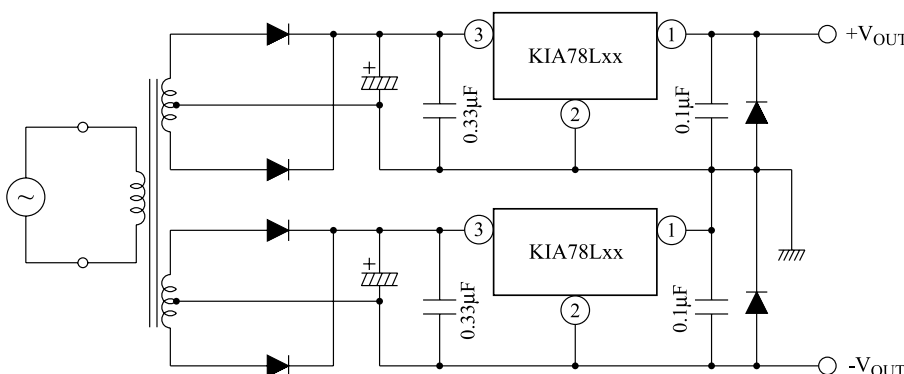 3
KIA78Lxx
1
+VOUT
+
0.33µF
2
0.1µF
~
3
KIA78Lxx
1
+
0.33µF
2
0.1µF
-VOUT